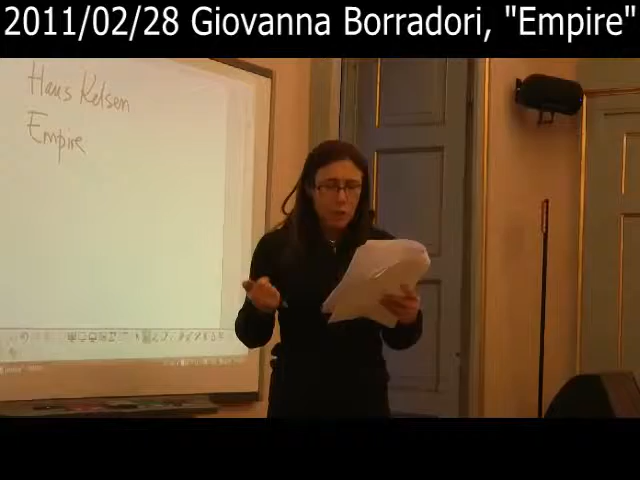 2011/02/28 Giovanna Borradori, "Empire"
Hans Kelsen
Empire